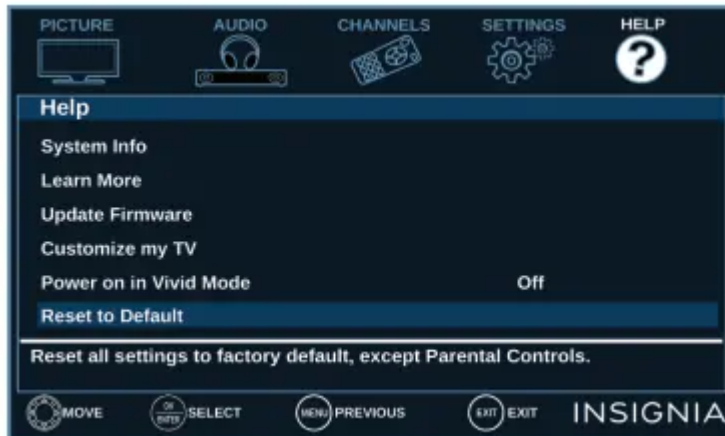 PICTURE AUDIO CHANNELS SETTINGS HELP
?
Help
System Info
Learn More
Update Firmware
Customize my TV
Power on in Vivid Mode Off
Reset to Default
Reset all settings to factory default, except Parental Controls.
MOVE OK ENTER SELECT MENU PREVIOUS EXIT EXIT INSIGNIA